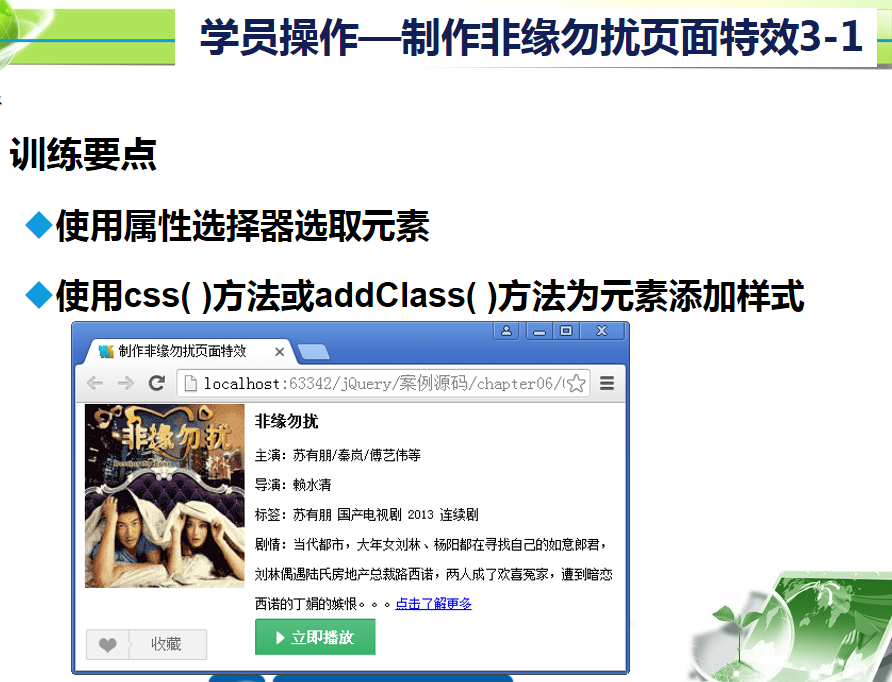 学员操作—制作非缘勿扰页面特效3-1
训练要点
使用属性选择器选取元素
使用css( )方法或addClass( )方法为元素添加样式
制作非缘勿扰页面特效
localhost:63342/jQuery/案例源码/chapter06/
非缘勿扰
非缘勿扰
主演：苏有朋/秦岚/傅艺伟等
导演：赖水清
标签：苏有朋 国产电视剧 2013 连续剧
剧情：当代都市，大年女刘林、杨阳都在寻找自己的如意郎君，
刘林偶遇陆氏房地产总裁路西诺，两人成了欢喜冤家，遭到暗恋
西诺的丁娟的嫉恨。。。点击了解更多
收藏
立即播放